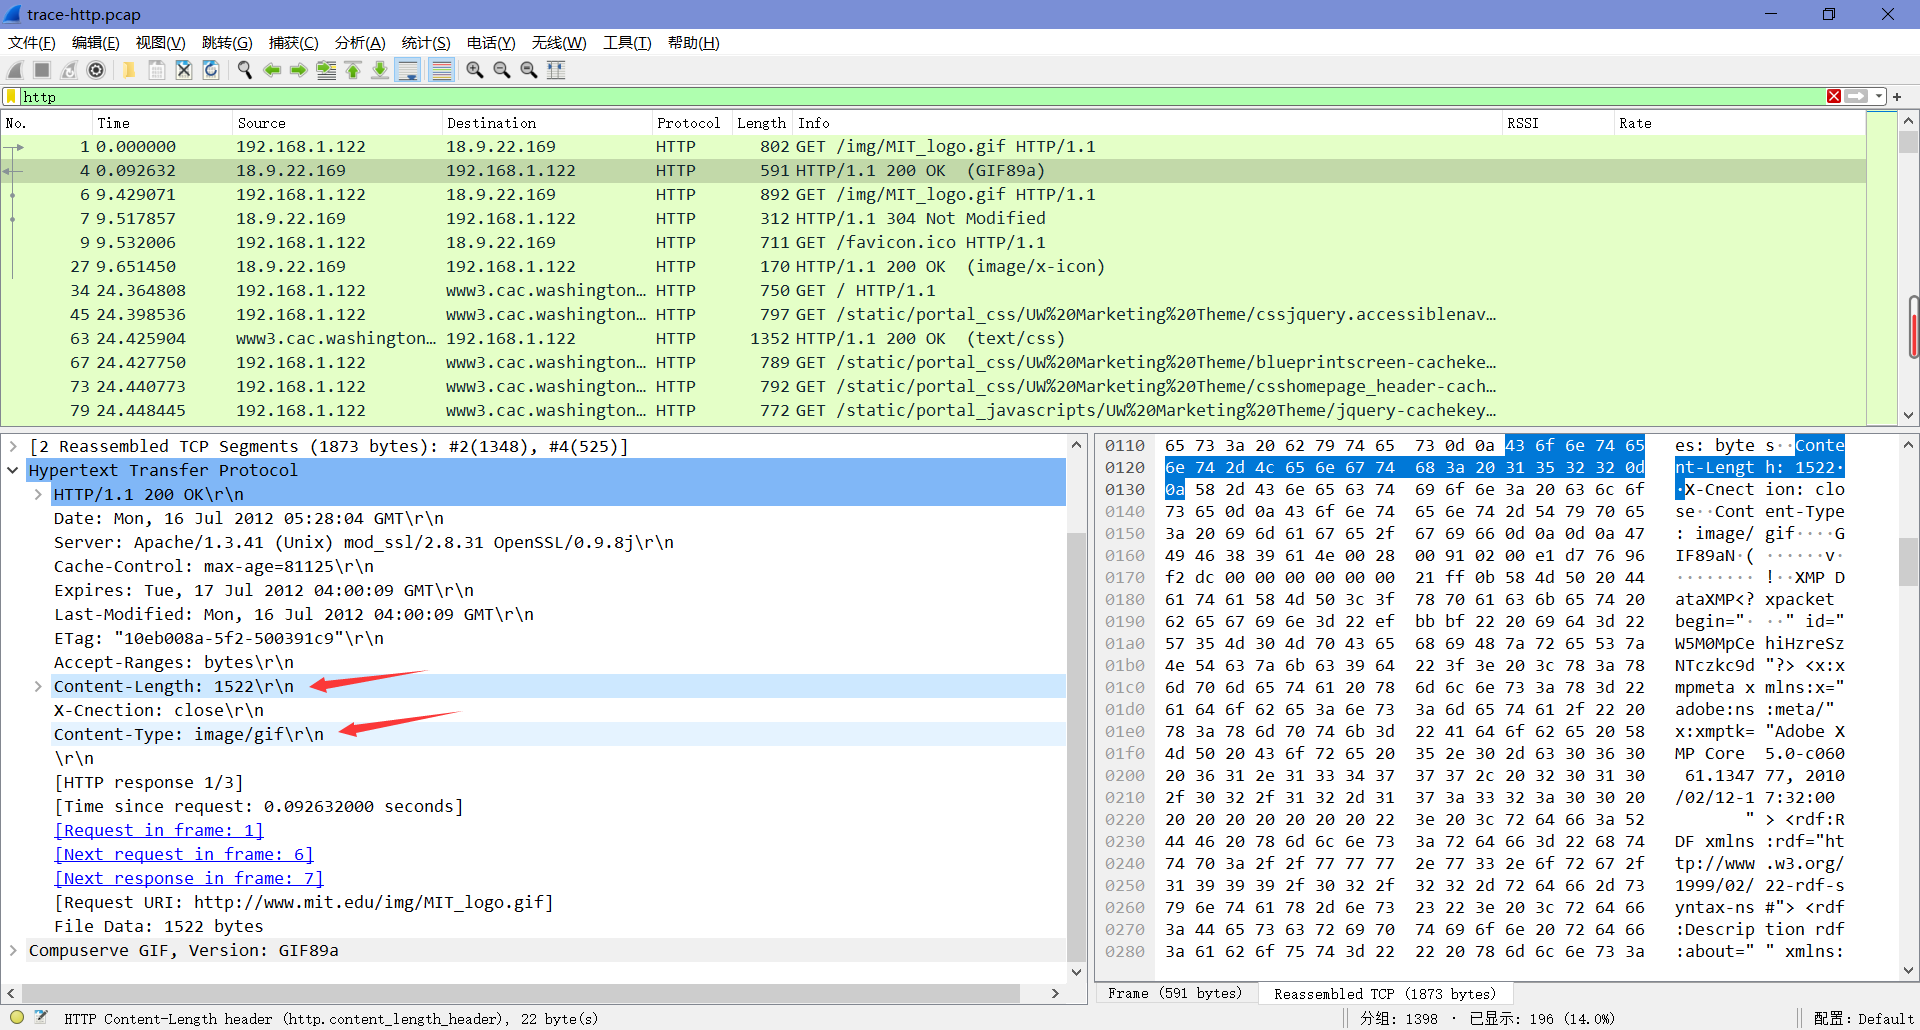 trace-http.pcap
文件(F) 编辑(E) 视图(V) 跳转(G) 捕获(C) 分析(A) 统计(S) 电话(Y) 无线(W) 工具(T) 帮助(H)
http
No. Time Source Destination Protocol Length Info RSSI Rate
1 0.000000 192.168.1.122 18.9.22.169 HTTP 802 GET /img/MIT_logo.gif HTTP/1.1
4 0.092632 18.9.22.169 192.168.1.122 HTTP 591 HTTP/1.1 200 OK  (GIF89a)
6 9.429071 192.168.1.122 18.9.22.169 HTTP 892 GET /img/MIT_logo.gif HTTP/1.1
7 9.517857 18.9.22.169 192.168.1.122 HTTP 312 HTTP/1.1 304 Not Modified
9 9.532006 192.168.1.122 18.9.22.169 HTTP 711 GET /favicon.ico HTTP/1.1
27 9.651450 18.9.22.169 192.168.1.122 HTTP 170 HTTP/1.1 200 OK  (image/x-icon)
34 24.364808 192.168.1.122 www3.cac.washington… HTTP 750 GET / HTTP/1.1
45 24.398536 192.168.1.122 www3.cac.washington… HTTP 797 GET /static/portal_css/UW%20Marketing%20Theme/cssjquery.accessiblenav…
63 24.425904 www3.cac.washington… 192.168.1.122 HTTP 1352 HTTP/1.1 200 OK  (text/css)
67 24.427750 192.168.1.122 www3.cac.washington… HTTP 789 GET /static/portal_css/UW%20Marketing%20Theme/blueprintscreen-cacheke…
73 24.440773 192.168.1.122 www3.cac.washington… HTTP 792 GET /static/portal_css/UW%20Marketing%20Theme/csshomepage_header-cach…
79 24.448445 192.168.1.122 www3.cac.washington… HTTP 772 GET /static/portal_javascripts/UW%20Marketing%20Theme/jquery-cachekey…
[2 Reassembled TCP Segments (1873 bytes): #2(1348), #4(525)]
Hypertext Transfer Protocol
HTTP/1.1 200 OK\r\n
Date: Mon, 16 Jul 2012 05:28:04 GMT\r\n
Server: Apache/1.3.41 (Unix) mod_ssl/2.8.31 OpenSSL/0.9.8j\r\n
Cache-Control: max-age=81125\r\n
Expires: Tue, 17 Jul 2012 04:00:09 GMT\r\n
Last-Modified: Mon, 16 Jul 2012 04:00:09 GMT\r\n
ETag: "10eb008a-5f2-500391c9"\r\n
Accept-Ranges: bytes\r\n
Content-Length: 1522\r\n
X-Cnection: close\r\n
Content-Type: image/gif\r\n
\r\n
[HTTP response 1/3]
[Time since request: 0.092632000 seconds]
[Request in frame: 1]
[Next request in frame: 6]
[Next response in frame: 7]
[Request URI: http://www.mit.edu/img/MIT_logo.gif]
File Data: 1522 bytes
Compuserve GIF, Version: GIF89a
0110 65 73 3a 20 62 79 74 65 73 0d 0a 43 6f 6e 74 65 es: byte s··Conte
0120 6e 74 2d 4c 65 6e 67 74 68 3a 20 31 35 32 32 0d nt-Lengt h: 1522·
0130 0a 58 2d 43 6e 65 63 74 69 6f 6e 3a 20 63 6c 6f ·X-Cnect ion: clo
0140 73 65 0d 0a 43 6f 6e 74 65 6e 74 2d 54 79 70 65 se··Cont ent-Type
0150 3a 20 69 6d 61 67 65 2f 67 69 66 0d 0a 0d 0a 47 : image/ gif····G
0160 49 46 38 39 61 4e 00 28 00 91 02 00 e1 d7 76 96 IF89aN·( ······v·
0170 f2 dc 00 00 00 00 00 00 21 ff 0b 58 4d 50 20 44 ········ !··XMP D
0180 61 74 61 58 4d 50 3c 3f 78 70 61 63 6b 65 74 20 ataXMP<? xpacket
0190 62 65 67 69 6e 3d 22 ef bb bf 22 20 69 64 3d 22 begin="· ··" id="
01a0 57 35 4d 30 4d 70 43 65 68 69 48 7a 72 65 53 7a W5M0MpCe hiHzreSz
01b0 4e 54 63 7a 6b 63 39 64 22 3f 3e 20 3c 78 3a 78 NTczkc9d "?> <x:x
01c0 6d 70 6d 65 74 61 20 78 6d 6c 6e 73 3a 78 3d 22 mpmeta x mlns:x="
01d0 61 64 6f 62 65 3a 6e 73 3a 6d 65 74 61 2f 22 20 adobe:ns :meta/"
01e0 78 3a 78 6d 70 74 6b 3d 22 41 64 6f 62 65 20 58 x:xmptk= "Adobe X
01f0 4d 50 20 43 6f 72 65 20 35 2e 30 2d 63 30 36 30 MP Core 5.0-c060
0200 20 36 31 2e 31 33 34 37 37 37 2c 20 32 30 31 30 61.1347 77, 2010
0210 2f 30 32 2f 31 32 2d 31 37 3a 33 32 3a 30 30 20 /02/12-1 7:32:00
0220 20 20 20 20 20 20 20 22 3e 20 3c 72 64 66 3a 52 " > <rdf:R
0230 44 46 20 78 6d 6c 6e 73 3a 72 64 66 3d 22 68 74 DF xmlns :rdf="ht
0240 74 70 3a 2f 2f 77 77 77 2e 77 33 2e 6f 72 67 2f tp://www .w3.org/
0250 31 39 39 39 2f 30 32 2f 32 32 2d 72 64 66 2d 73 1999/02/ 22-rdf-s
0260 79 6e 74 61 78 2d 6e 73 23 22 3e 20 3c 72 64 66 yntax-ns #"> <rdf
0270 3a 44 65 73 63 72 69 70 74 69 6f 6e 20 72 64 66 :Descrip tion rdf
0280 3a 61 62 6f 75 74 3d 22 22 20 78 6d 6c 6e 73 3a :about=" " xmlns:
Frame (591 bytes) Reassembled TCP (1873 bytes)
HTTP Content-Length header (http.content_length_header), 22 byte(s) 分组: 1398 · 已显示: 196 (14.0%) 配置: Default